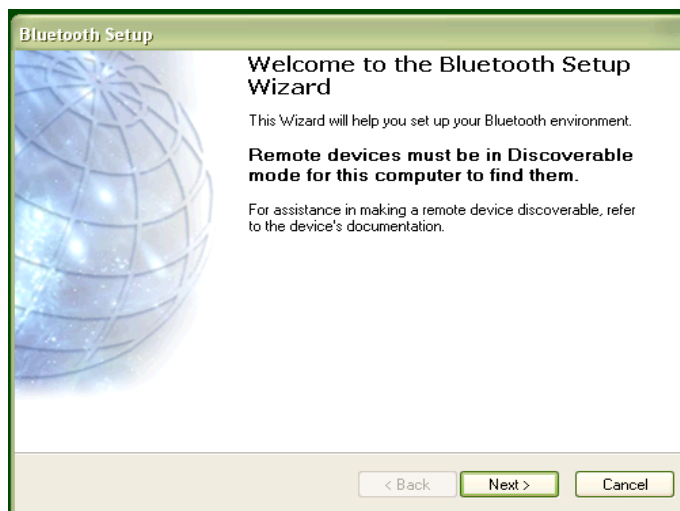 Bluetooth Setup
Welcome to the Bluetooth Setup
Wizard
This Wizard will help you set up your Bluetooth environment.
Remote devices must be in Discoverable
mode for this computer to find them.
For assistance in making a remote device discoverable, refer
to the device's documentation.
< Back Next > Cancel